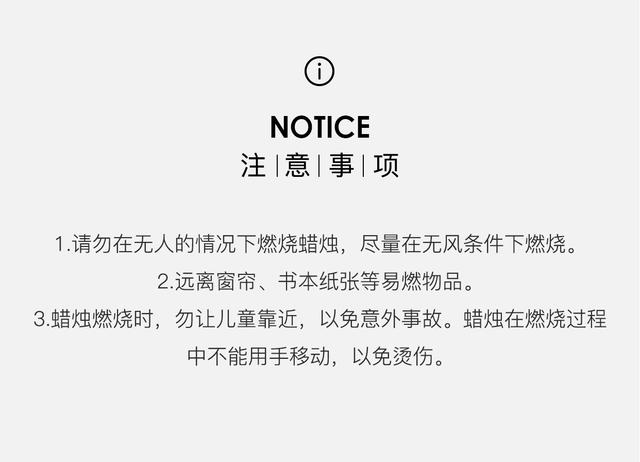 NOTICE
注|意|事|项
1.请勿在无人的情况下燃烧蜡烛，尽量在无风条件下燃烧。
2.远离窗帘、书本纸张等易燃物品。
3.蜡烛燃烧时，勿让儿童靠近，以免意外事故。蜡烛在燃烧过程
中不能用手移动，以免烫伤。